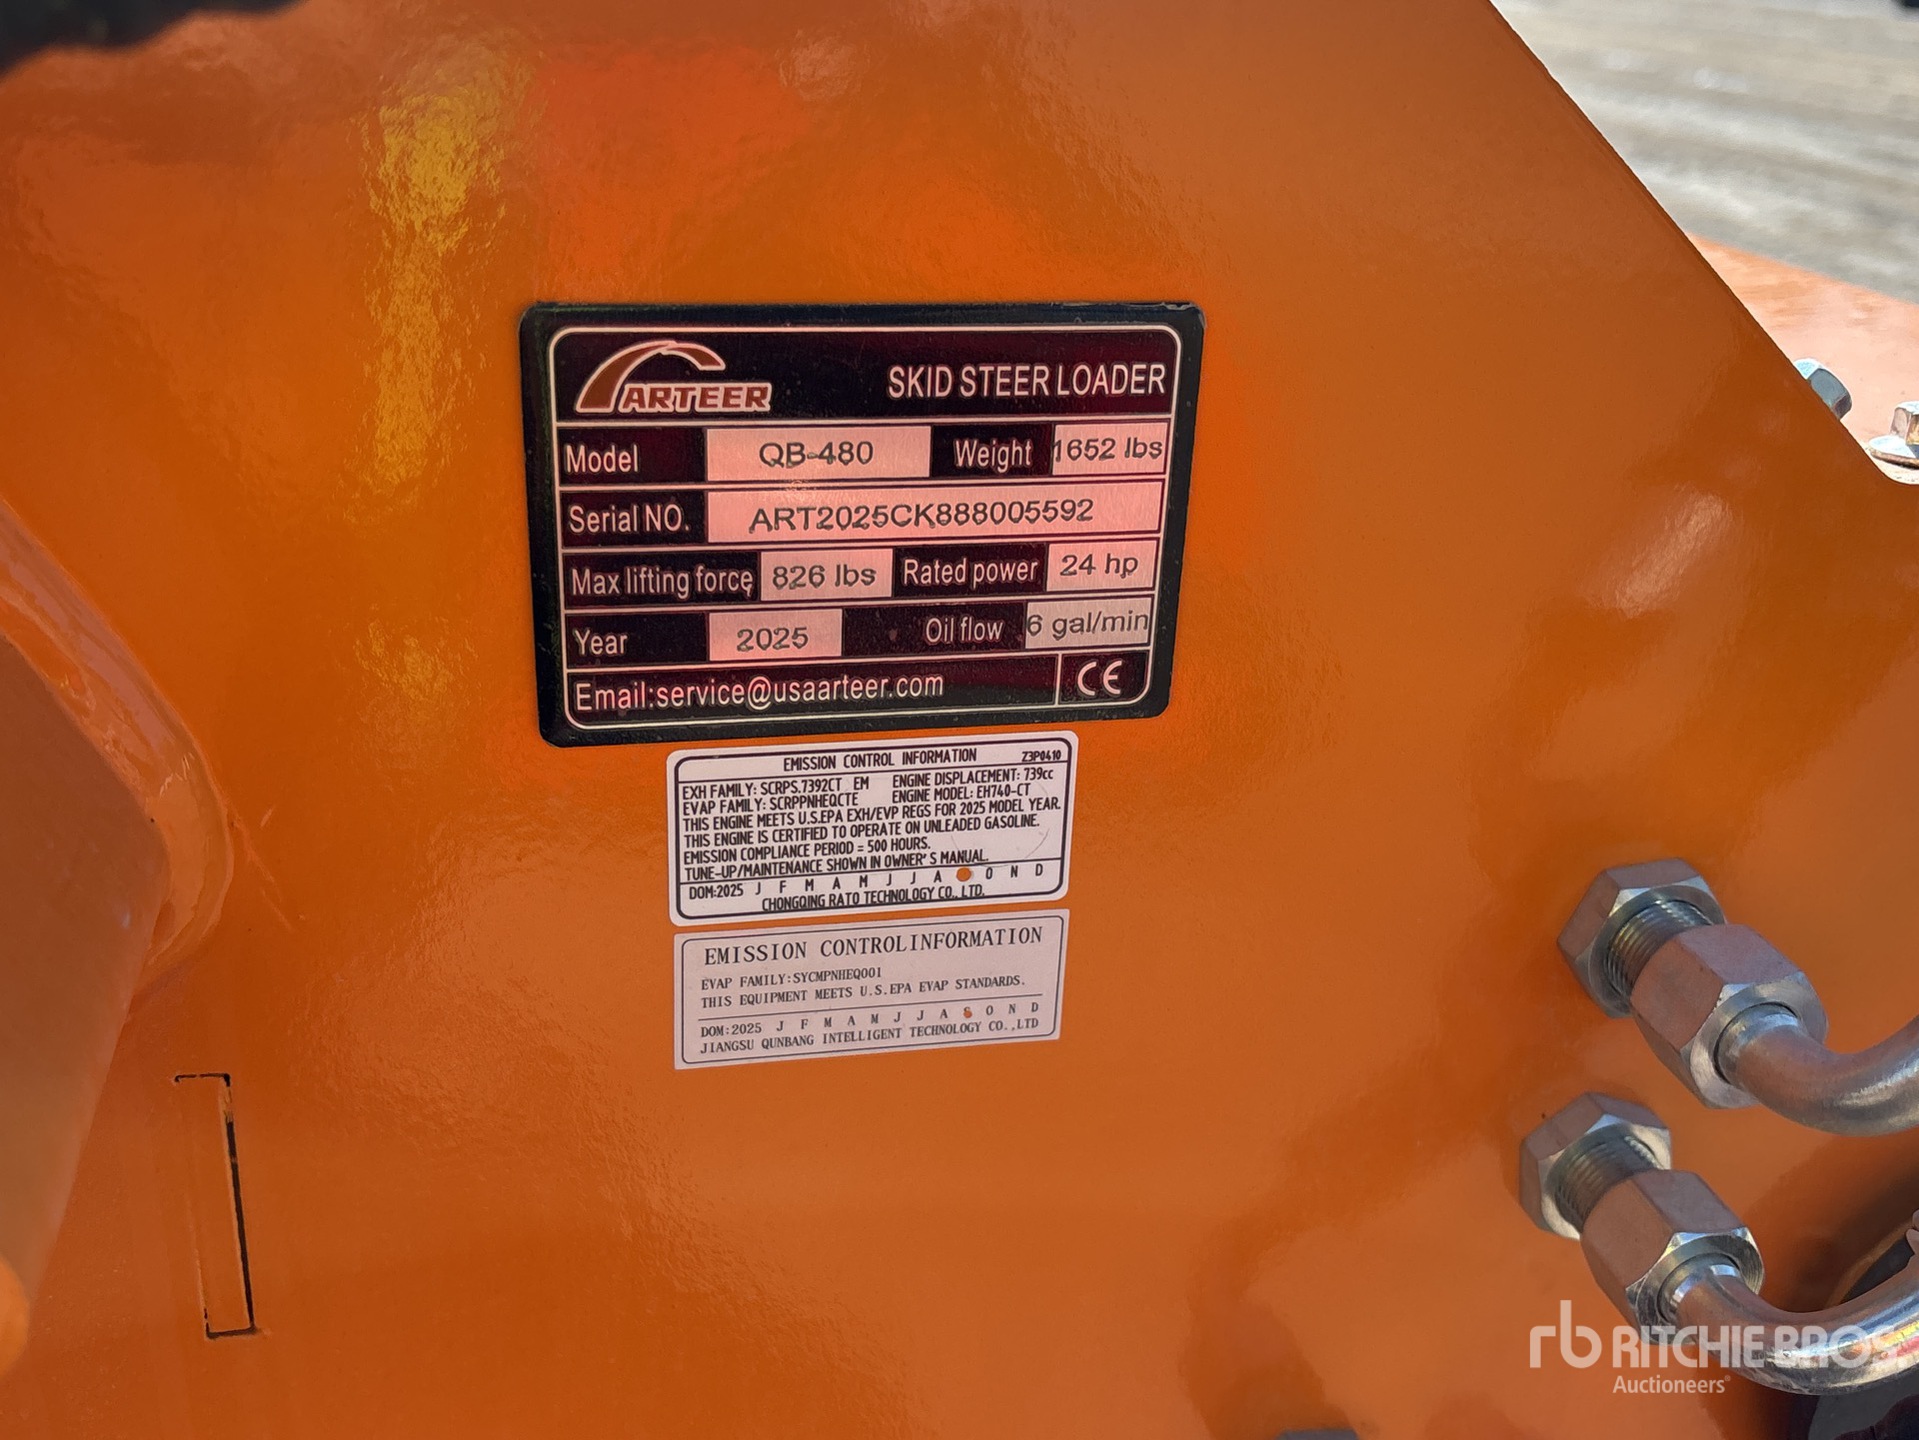 ARTEER SKID STEER LOADER
Model QB-480 Weight 1652 lbs
Serial NO. ART2025CK888005592
Max lifting force 826 lbs Rated power 24 hp
Year 2025 Oil flow 6 gal/min
Email:service@usaarteer.com CE
EMISSION CONTROL INFORMATION Z3P0410
EXH FAMILY: SCRPS.7392CT EM ENGINE DISPLACEMENT: 739cc
EVAP FAMILY: SCRPPNHEQCTE ENGINE MODEL: EH740-CT
THIS ENGINE MEETS U.S.EPA EXH/EVP REGS FOR 2025 MODEL YEAR.
THIS ENGINE IS CERTIFIED TO OPERATE ON UNLEADED GASOLINE.
EMISSION COMPLIANCE PERIOD = 500 HOURS.
TUNE-UP/MAINTENANCE SHOWN IN OWNER'S MANUAL.
DOM:2025 J F M A M J J A O N D
CHONGQING RATO TECHNOLOGY CO., LTD.
EMISSION CONTROL INFORMATION
EVAP FAMILY:SYCMPNHEQ001
THIS EQUIPMENT MEETS U.S.EPA EVAP STANDARDS.
DOM:2025 J F M A M J J A S O N D
JIANGSU QUNBANG INTELLIGENT TECHNOLOGY CO.,LTD
rb RITCHIE BROS
Auctioneers